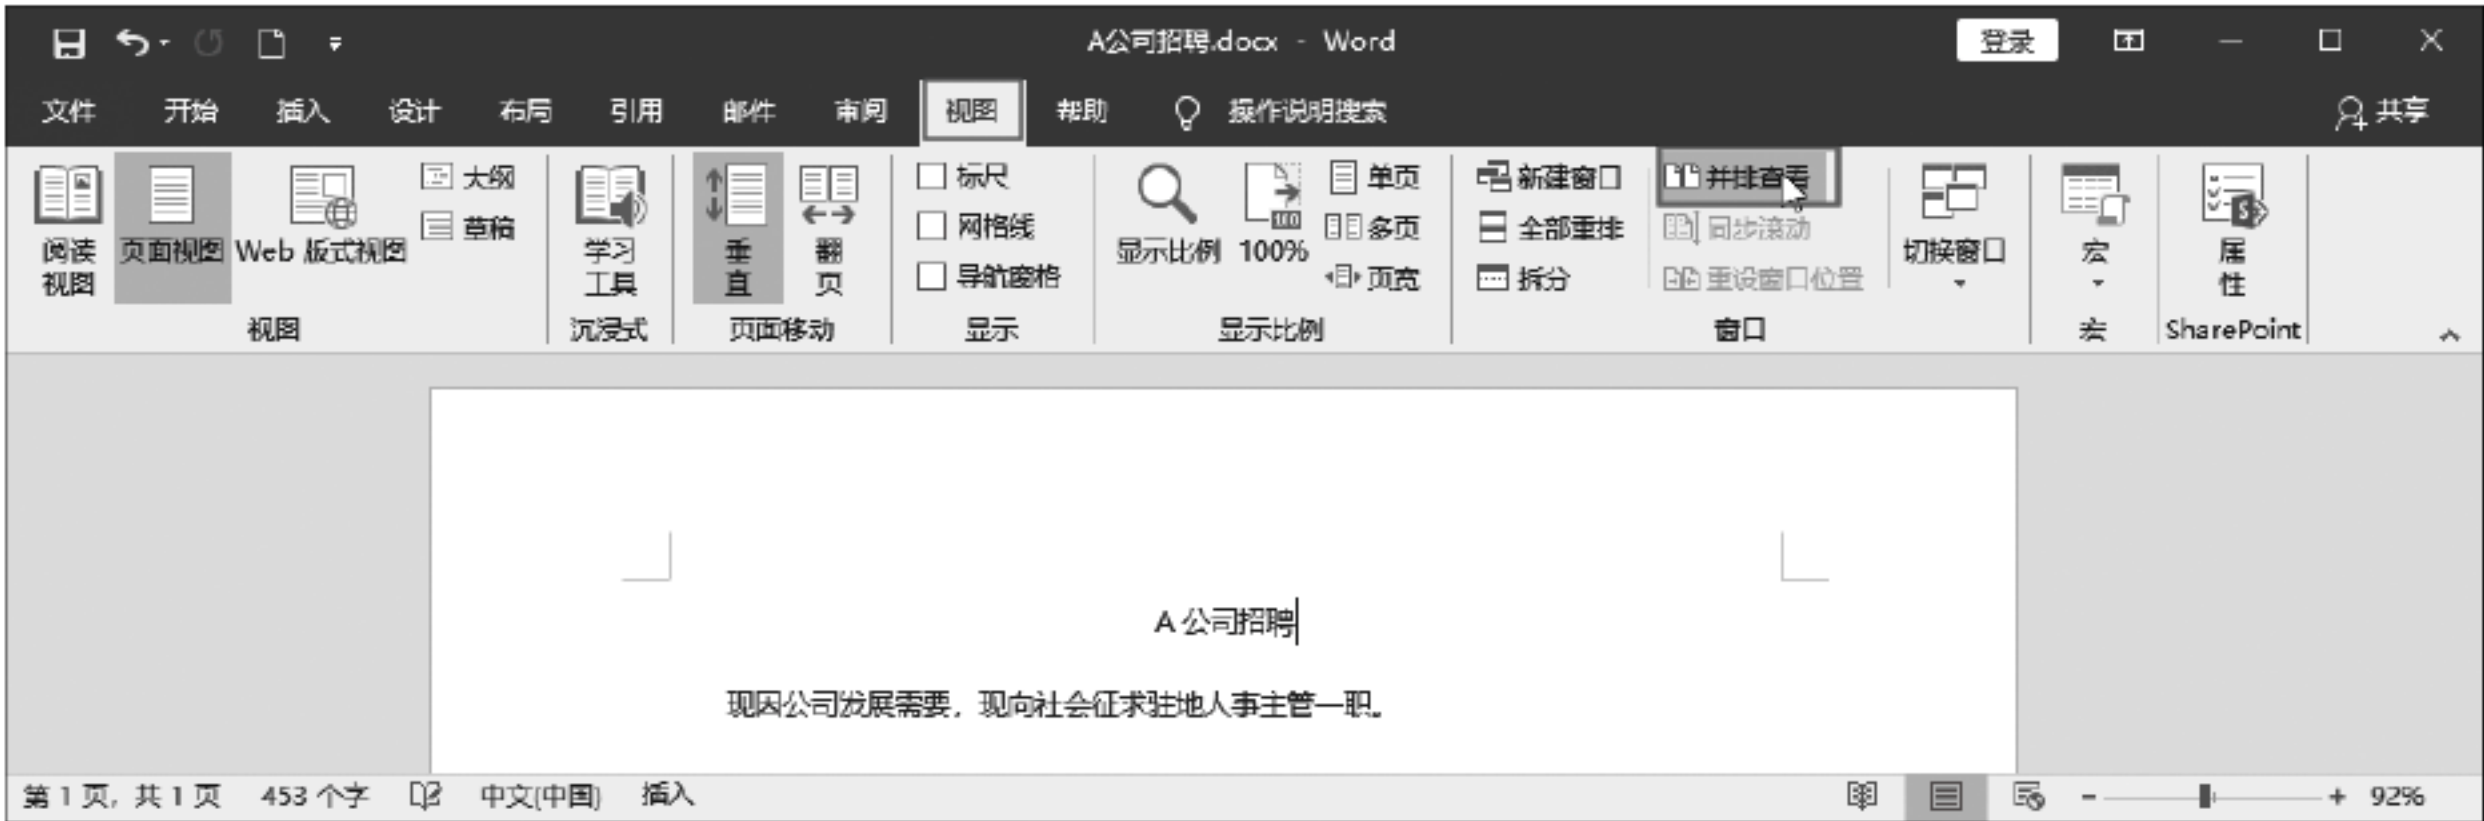 A公司招聘.docx - Word
登录
文件 开始 插入 设计 布局 引用 邮件 审阅 视图 帮助 操作说明搜索 共享
阅读视图
页面视图
Web 版式视图
大纲
草稿
视图
学习工具
沉浸式
垂直
翻页
页面移动
标尺
网格线
导航窗格
显示
显示比例
100%
100
单页
多页
页宽
显示比例
新建窗口
全部重排
拆分
并排查看
同步滚动
重设窗口位置
切换窗口
窗口
宏
宏
属性
SharePoint
A 公司招聘
现因公司发展需要，现向社会征求驻地人事主管一职。
第 1 页，共 1 页 453 个字 中文(中国) 插入 92%